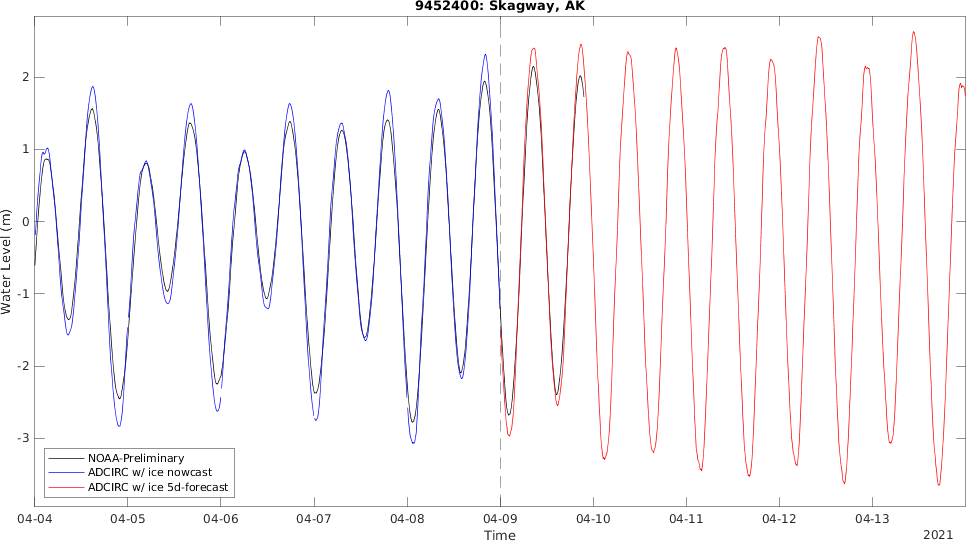 9452400: Skagway, AK
Water Level (m)
2
1
0
-1
-2
-3
NOAA-Preliminary
ADCIRC w/ ice nowcast
ADCIRC w/ ice 5d-forecast
04-04 04-05 04-06 04-07 04-08 04-09 04-10 04-11 04-12 04-13
Time
2021